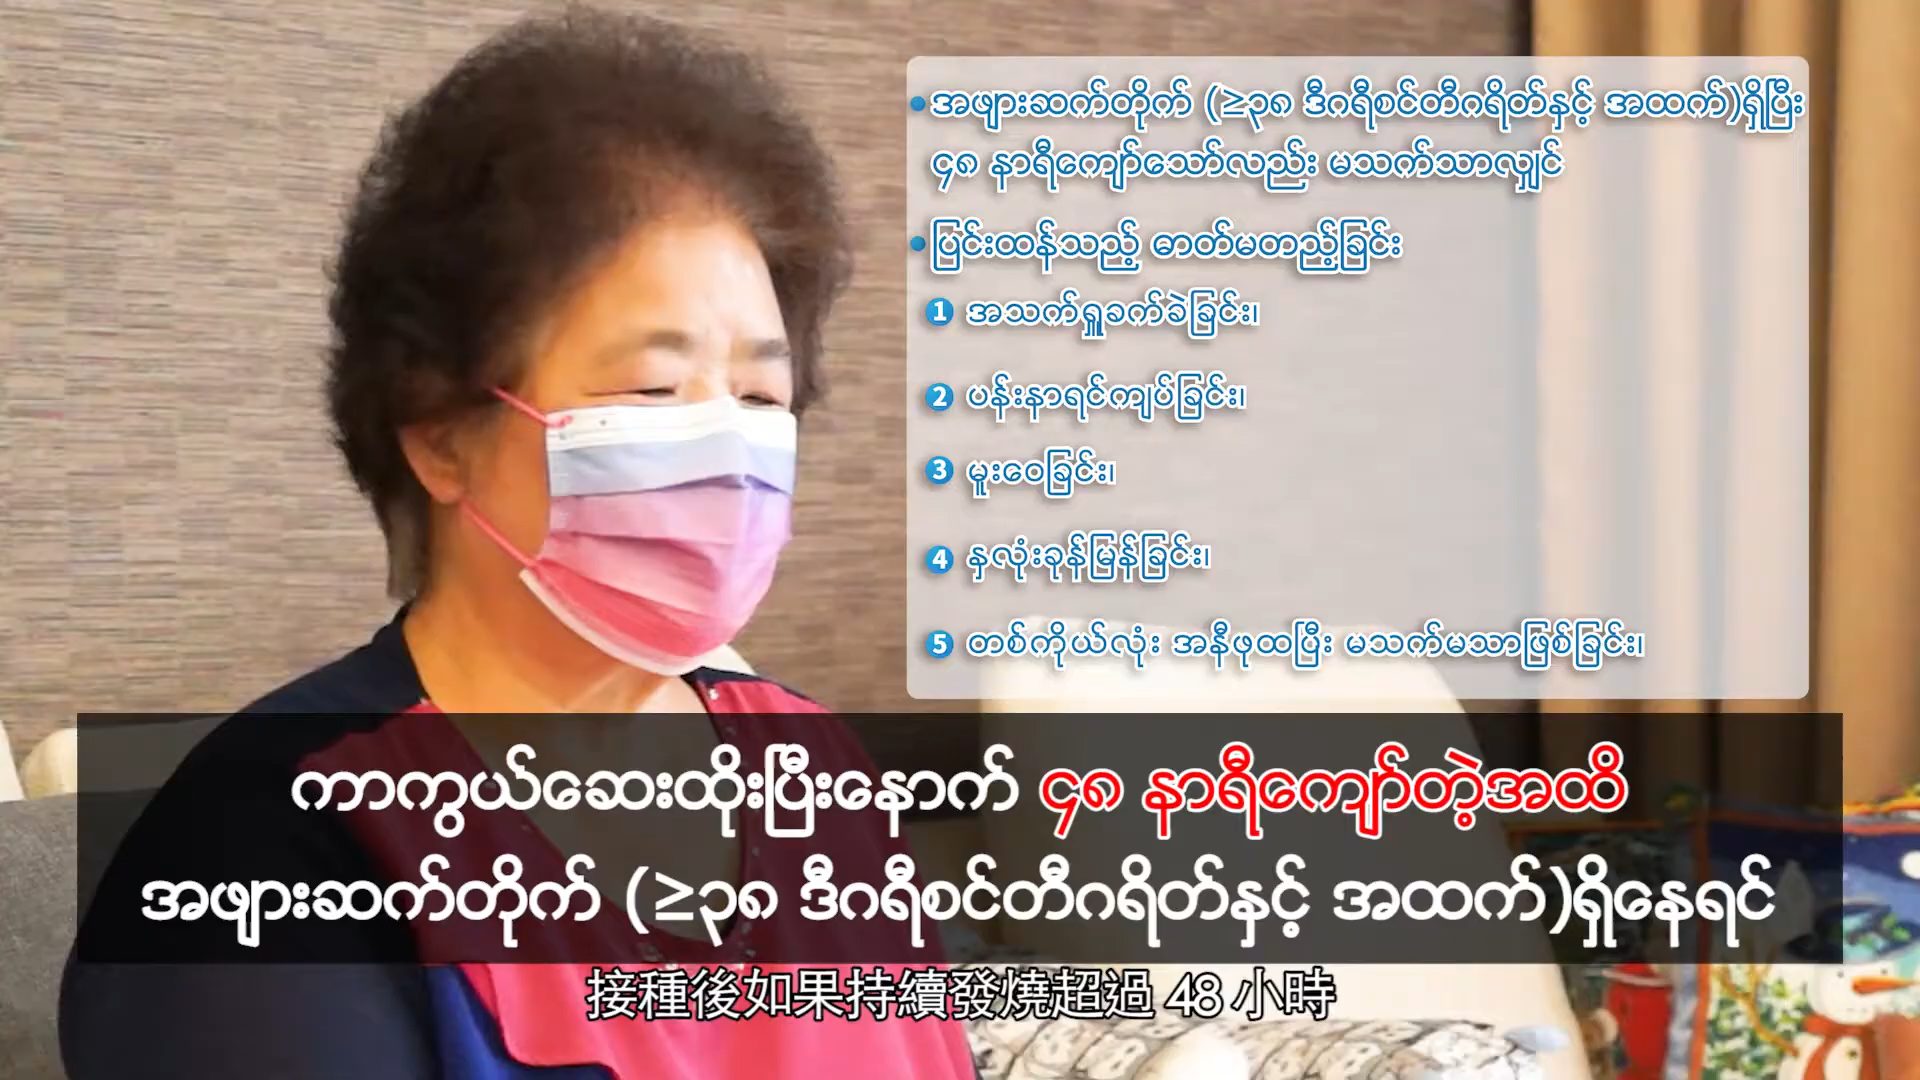 •အဖျားဆက်တိုက် (≥၃၈ ဒီဂရီစင်တီဂရိတ်နှင့် အထက်)ရှိပြီး
၄၈ နာရီကျော်သော်လည်း မသက်သာလျှင်
•ပြင်းထန်သည့် ဓာတ်မတည့်ခြင်း
1 အသက်ရှူခက်ခဲခြင်း၊
2 ပန်းနာရင်ကျပ်ခြင်း၊
3 မူးဝေခြင်း၊
4 နှလုံးခုန်မြန်ခြင်း၊
5 တစ်ကိုယ်လုံး အနီဖုထပြီး မသက်မသာဖြစ်ခြင်း၊
ကာကွယ်ဆေးထိုးပြီးနောက် ၄၈ နာရီကျော်တဲ့အထိ
အဖျားဆက်တိုက် (≥၃၈ ဒီဂရီစင်တီဂရိတ်နှင့် အထက်)ရှိနေရင်
接種後如果持續發燒超過 48 小時